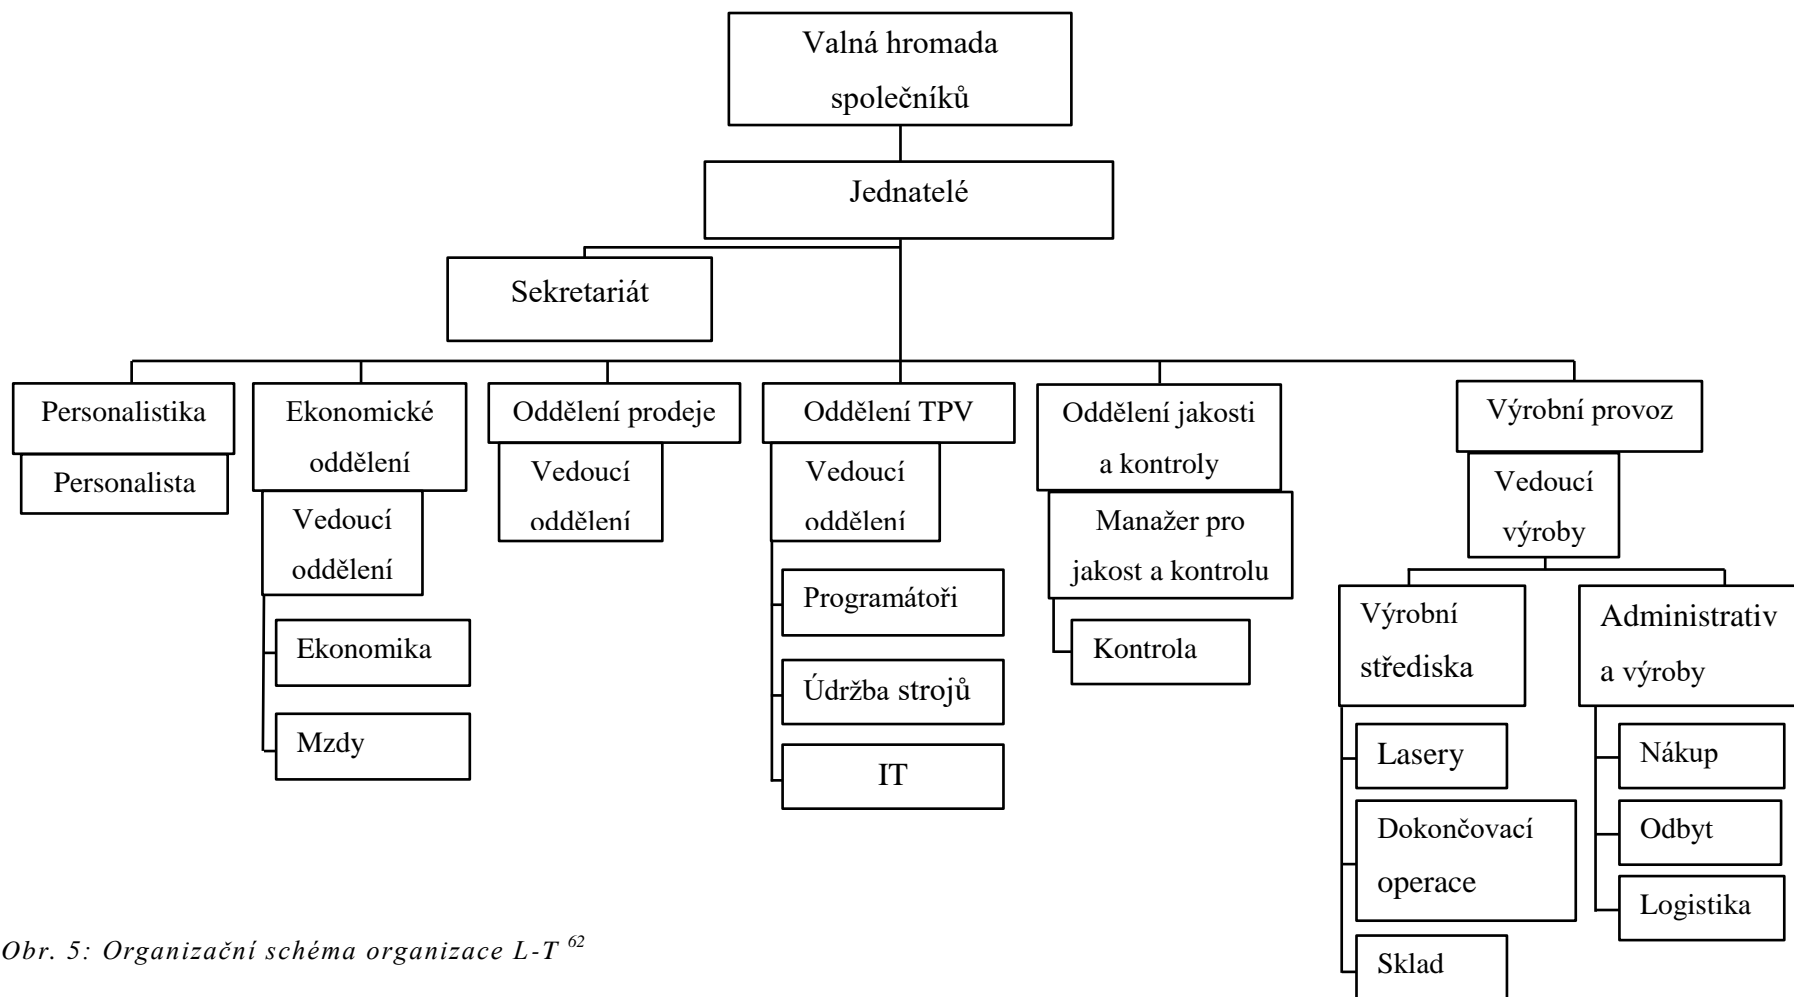 Valná hromada
společníků
Jednatelé
Sekretariát
Personalistika
Personalista
Ekonomické
oddělení
Vedoucí
oddělení
Ekonomika
Mzdy
Oddělení prodeje
Vedoucí
oddělení
Oddělení TPV
Vedoucí
oddělení
Programátoři
Údržba strojů
IT
Oddělení jakosti
a kontroly
Manažer pro
jakost a kontrolu
Kontrola
Výrobní provoz
Vedoucí
výroby
Výrobní
střediska
Lasery
Dokončovací
operace
Sklad
Administrativ
a výroby
Nákup
Odbyt
Logistika
Obr. 5: Organizační schéma organizace L-T 62